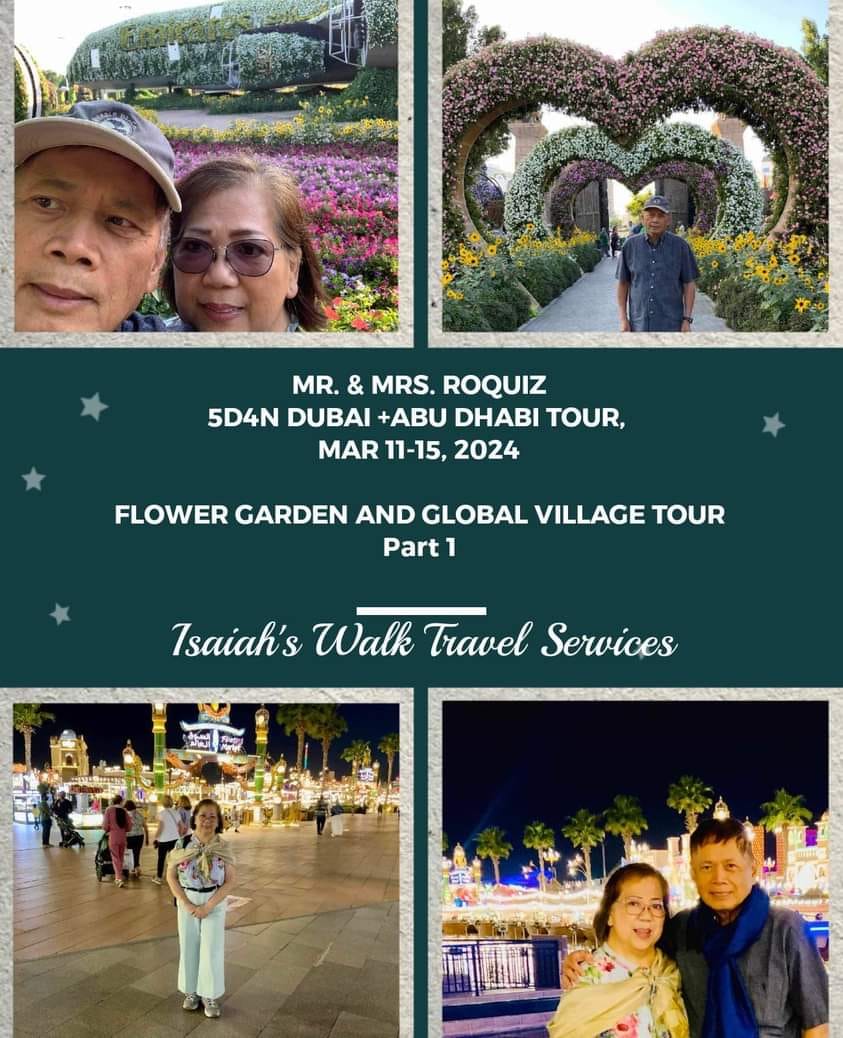 Emirates
MR. & MRS. ROQUIZ
5D4N DUBAI +ABU DHABI TOUR,
MAR 11-15, 2024
FLOWER GARDEN AND GLOBAL VILLAGE TOUR
Part 1
Isaiah's Walk Travel Services